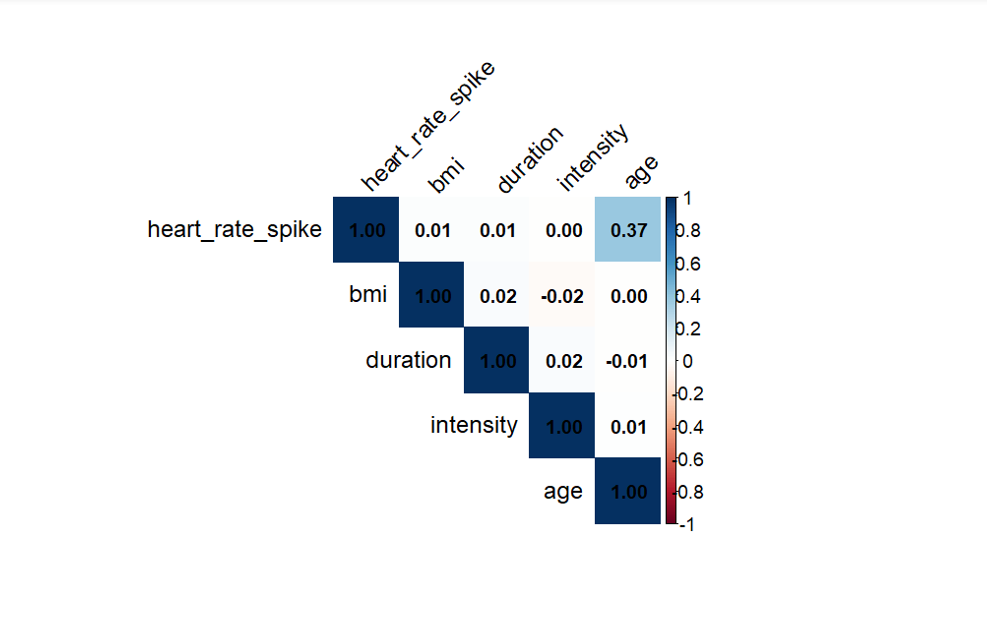 heart_rate_spike
bmi
duration
intensity
age
heart_rate_spike 1.00 0.01 0.01 0.00 0.37
bmi 1.00 0.02 -0.02 0.00
duration 1.00 0.02 -0.01
intensity 1.00 0.01
age 1.00
1
0.8
0.6
0.4
0.2
0
-0.2
-0.4
-0.6
-0.8
-1